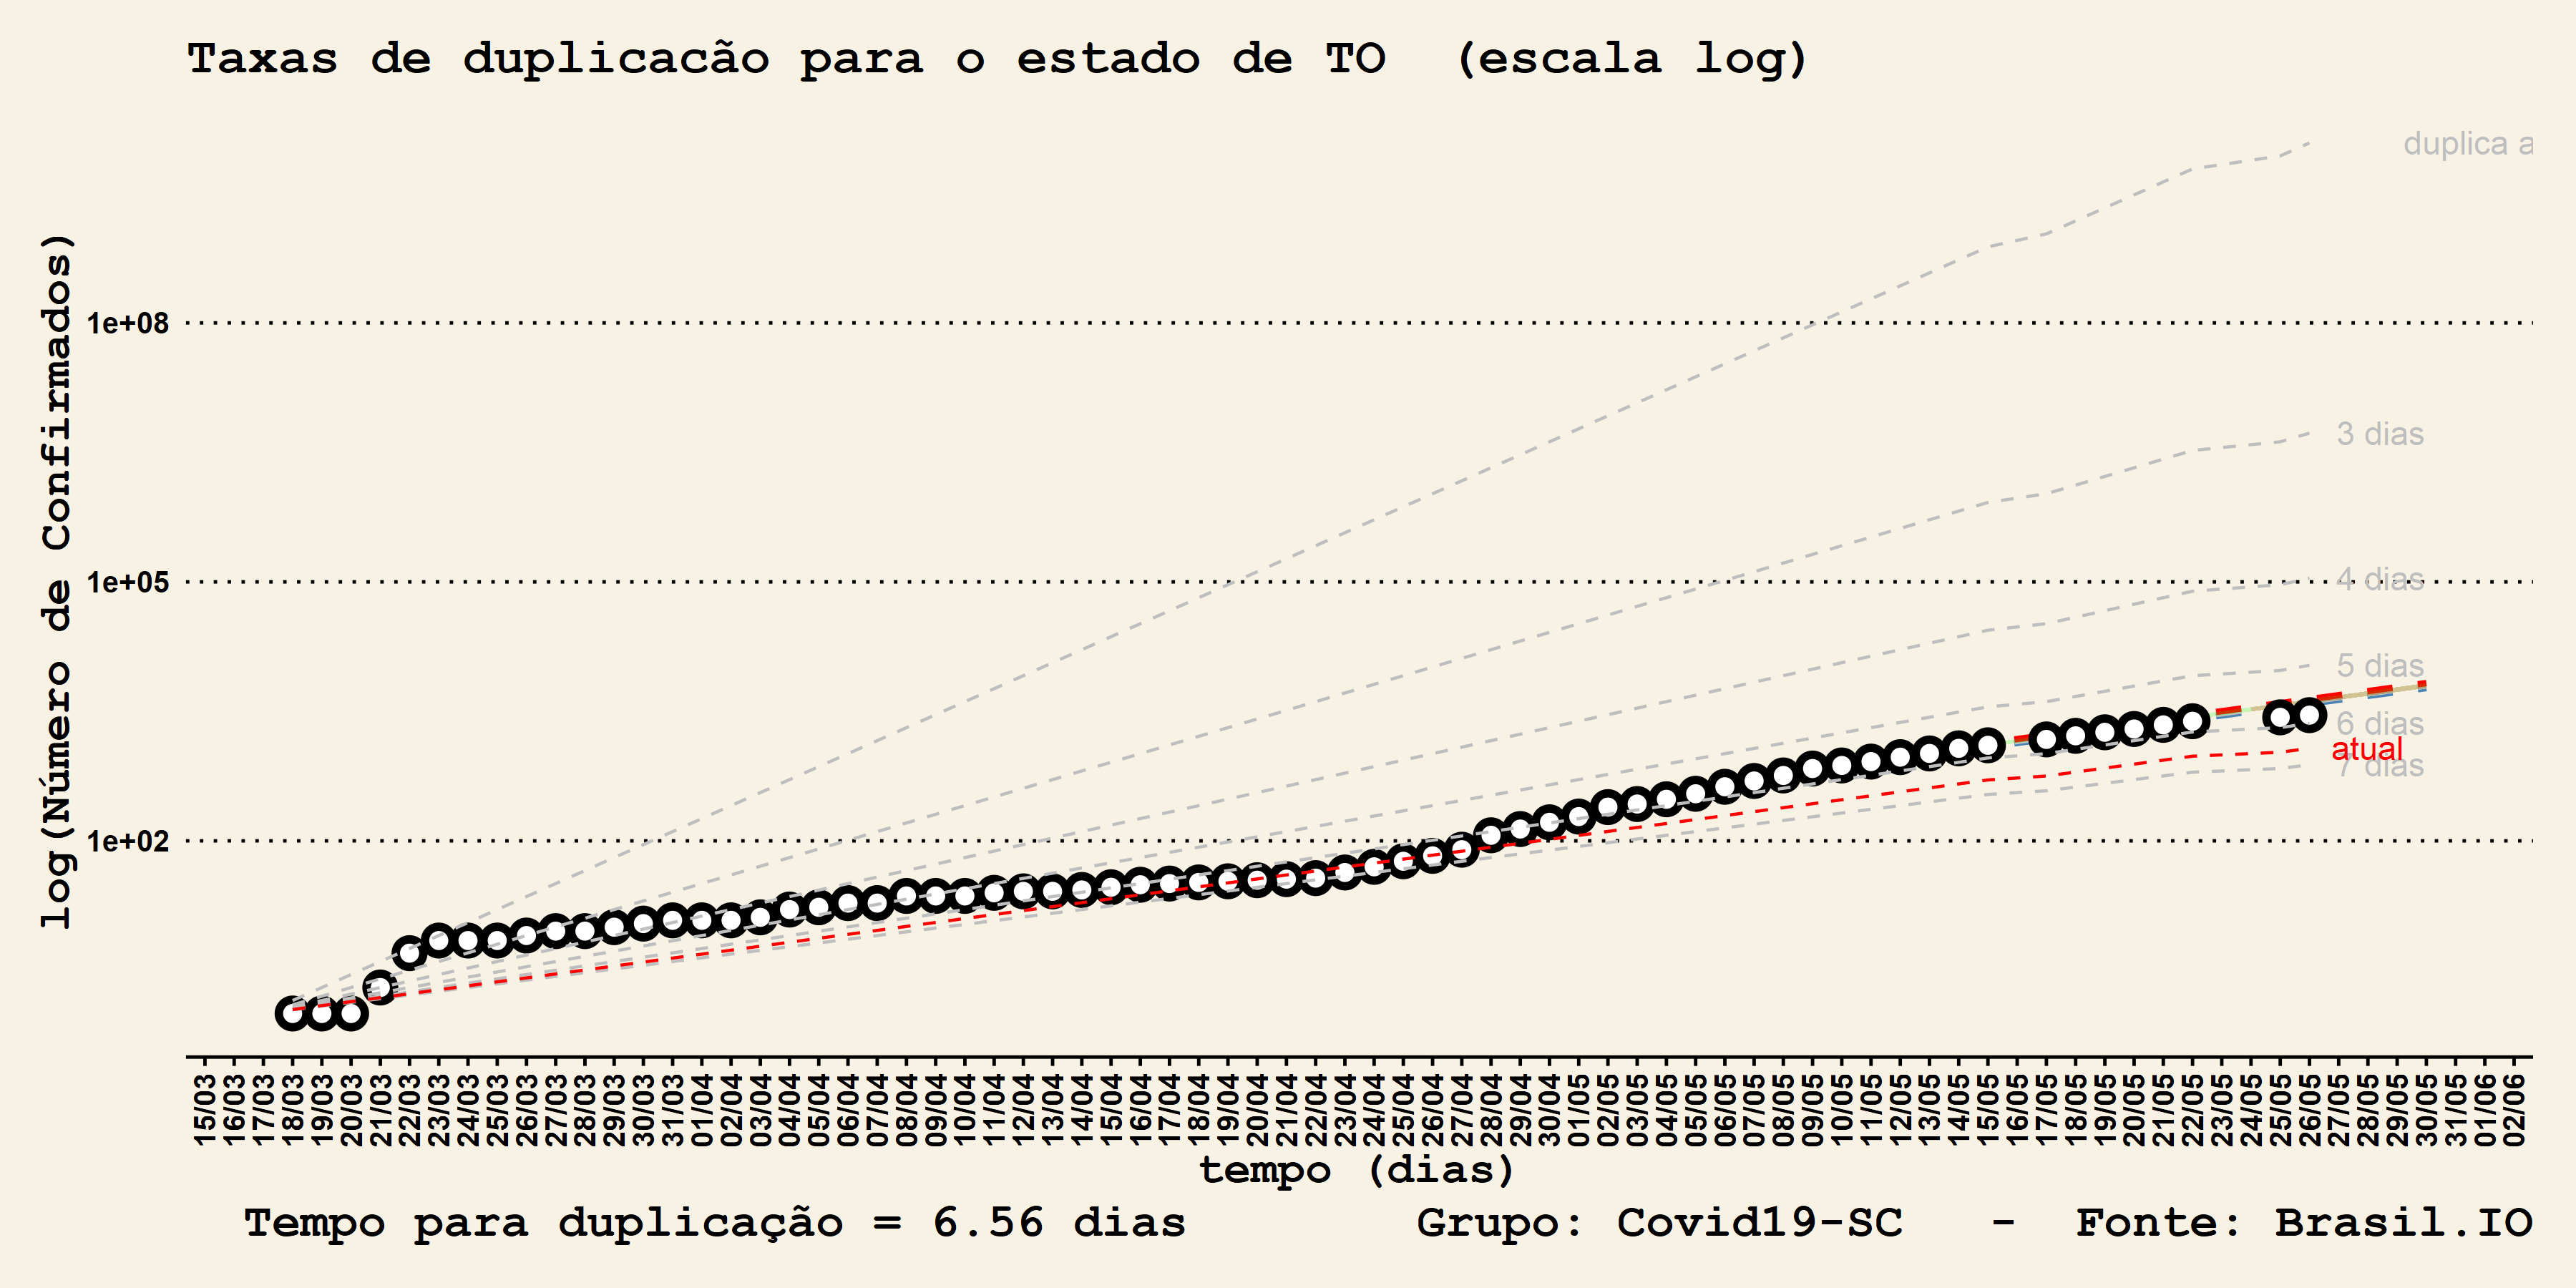 Taxas de duplicacão para o estado de TO (escala log)
log(Número de Confirmados)
duplica a
1e+08
3 dias
1e+05
4 dias
5 dias
6 dias
atual
7 dias
1e+02
15/03 16/03 17/03 18/03 19/03 20/03 21/03 22/03 23/03 24/03 25/03 26/03 27/03 28/03 29/03 30/03 31/03 01/04 02/04 03/04 04/04 05/04 06/04 07/04 08/04 09/04 10/04 11/04 12/04 13/04 14/04 15/04 16/04 17/04 18/04 19/04 20/04 21/04 22/04 23/04 24/04 25/04 26/04 27/04 28/04 29/04 30/04 01/05 02/05 03/05 04/05 05/05 06/05 07/05 08/05 09/05 10/05 11/05 12/05 13/05 14/05 15/05 16/05 17/05 18/05 19/05 20/05 21/05 22/05 23/05 24/05 25/05 26/05 27/05 28/05 29/05 30/05 31/05 01/06 02/06
tempo (dias)
Tempo para duplicação = 6.56 dias Grupo: Covid19-SC - Fonte: Brasil.IO